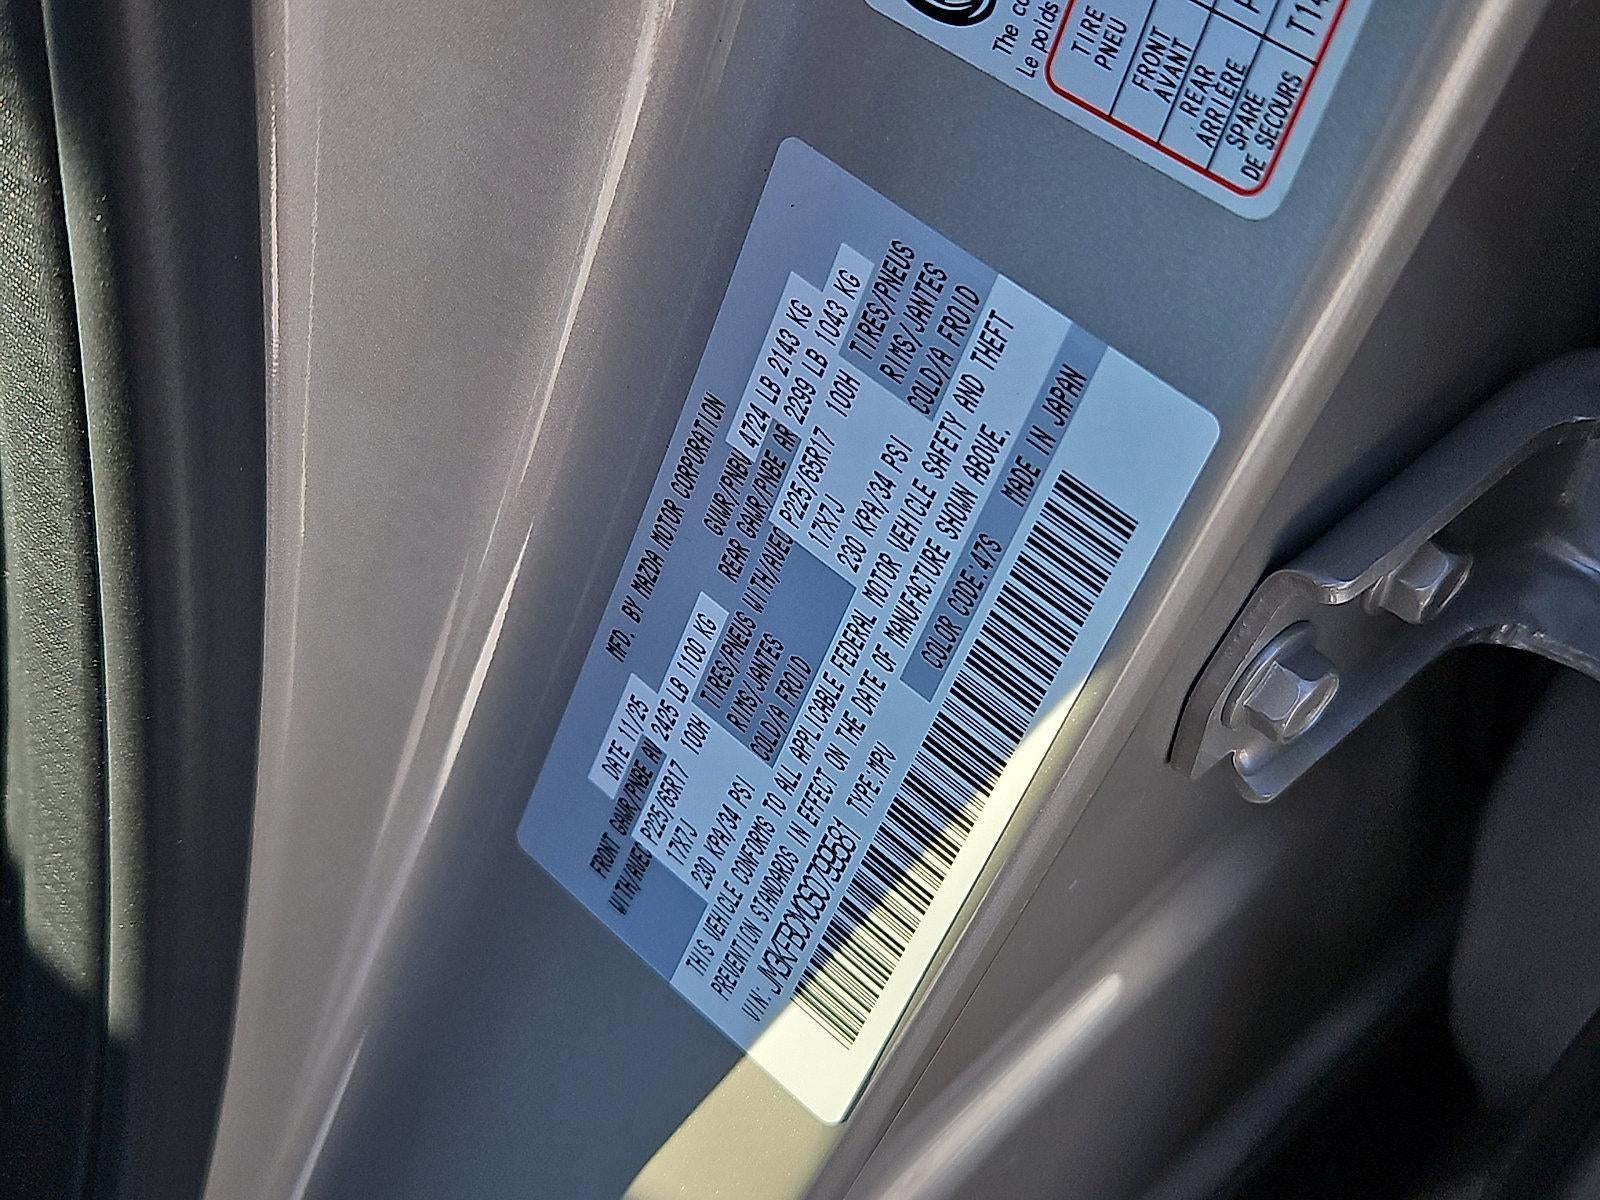 The
Le poids
TIRE
PNEU
FRONT
AVANT
REAR
ARRIÈRE
SPARE
DE SECOURS
MFD. BY MAZDA MOTOR CORPORATION
DATE 11/25 GVWR/PNBV 4724 LB 2143 KG
FRONT GAWR/PNBE AV 2425 LB 1100 KG REAR GAWR/PNBE AR 2299 LB 1043 KG
WITH/AVEC P225/65R17 100H TIRES/PNEUS WITH/AVEC P225/65R17 100H TIRES/PNEUS
17X7J RIMS/JANTES 17X7J RIMS/JANTES
230 KPA/34 PSI COLD/A FROID 230 KPA/34 PSI COLD/A FROID
THIS VEHICLE CONFORMS TO ALL APPLICABLE FEDERAL MOTOR VEHICLE SAFETY AND THEFT
PREVENTION STANDARDS IN EFFECT ON THE DATE OF MANUFACTURE SHOWN ABOVE.
VIN: TYPE:MPV COLOR CODE:47S MADE IN JAPAN